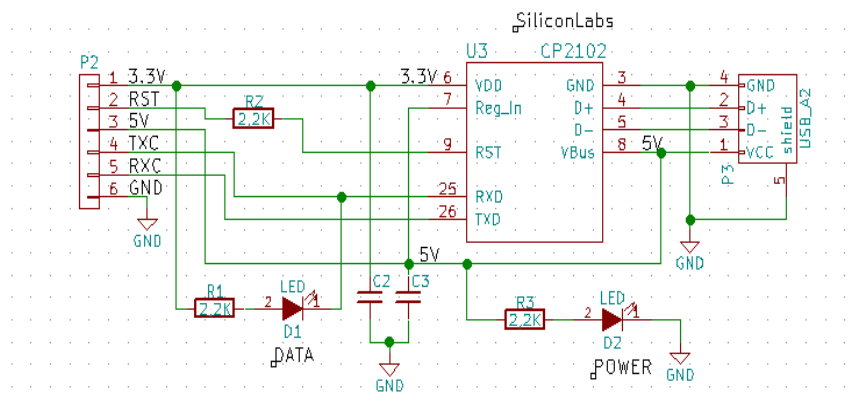 SiliconLabs
U3 CP2102
P2
1 3.3V
3.3V 6 VDD GND 3 4 GND
2 RST
R2
2.2K
7 Reg_In D+ 4 2 D+
3 5V
D- 5 3 D-
4 TXC
9 RST VBus 8 5V 1 VCC
shield
USB_A2
P3
5
5 RXC
6 GND
25 RXD
26 TXD
GND
GND
5V
R1
2.2K
2 LED 1
D1
DATA
C2 C3
GND
R3
2.2K
2 LED 1
D2
POWER
GND